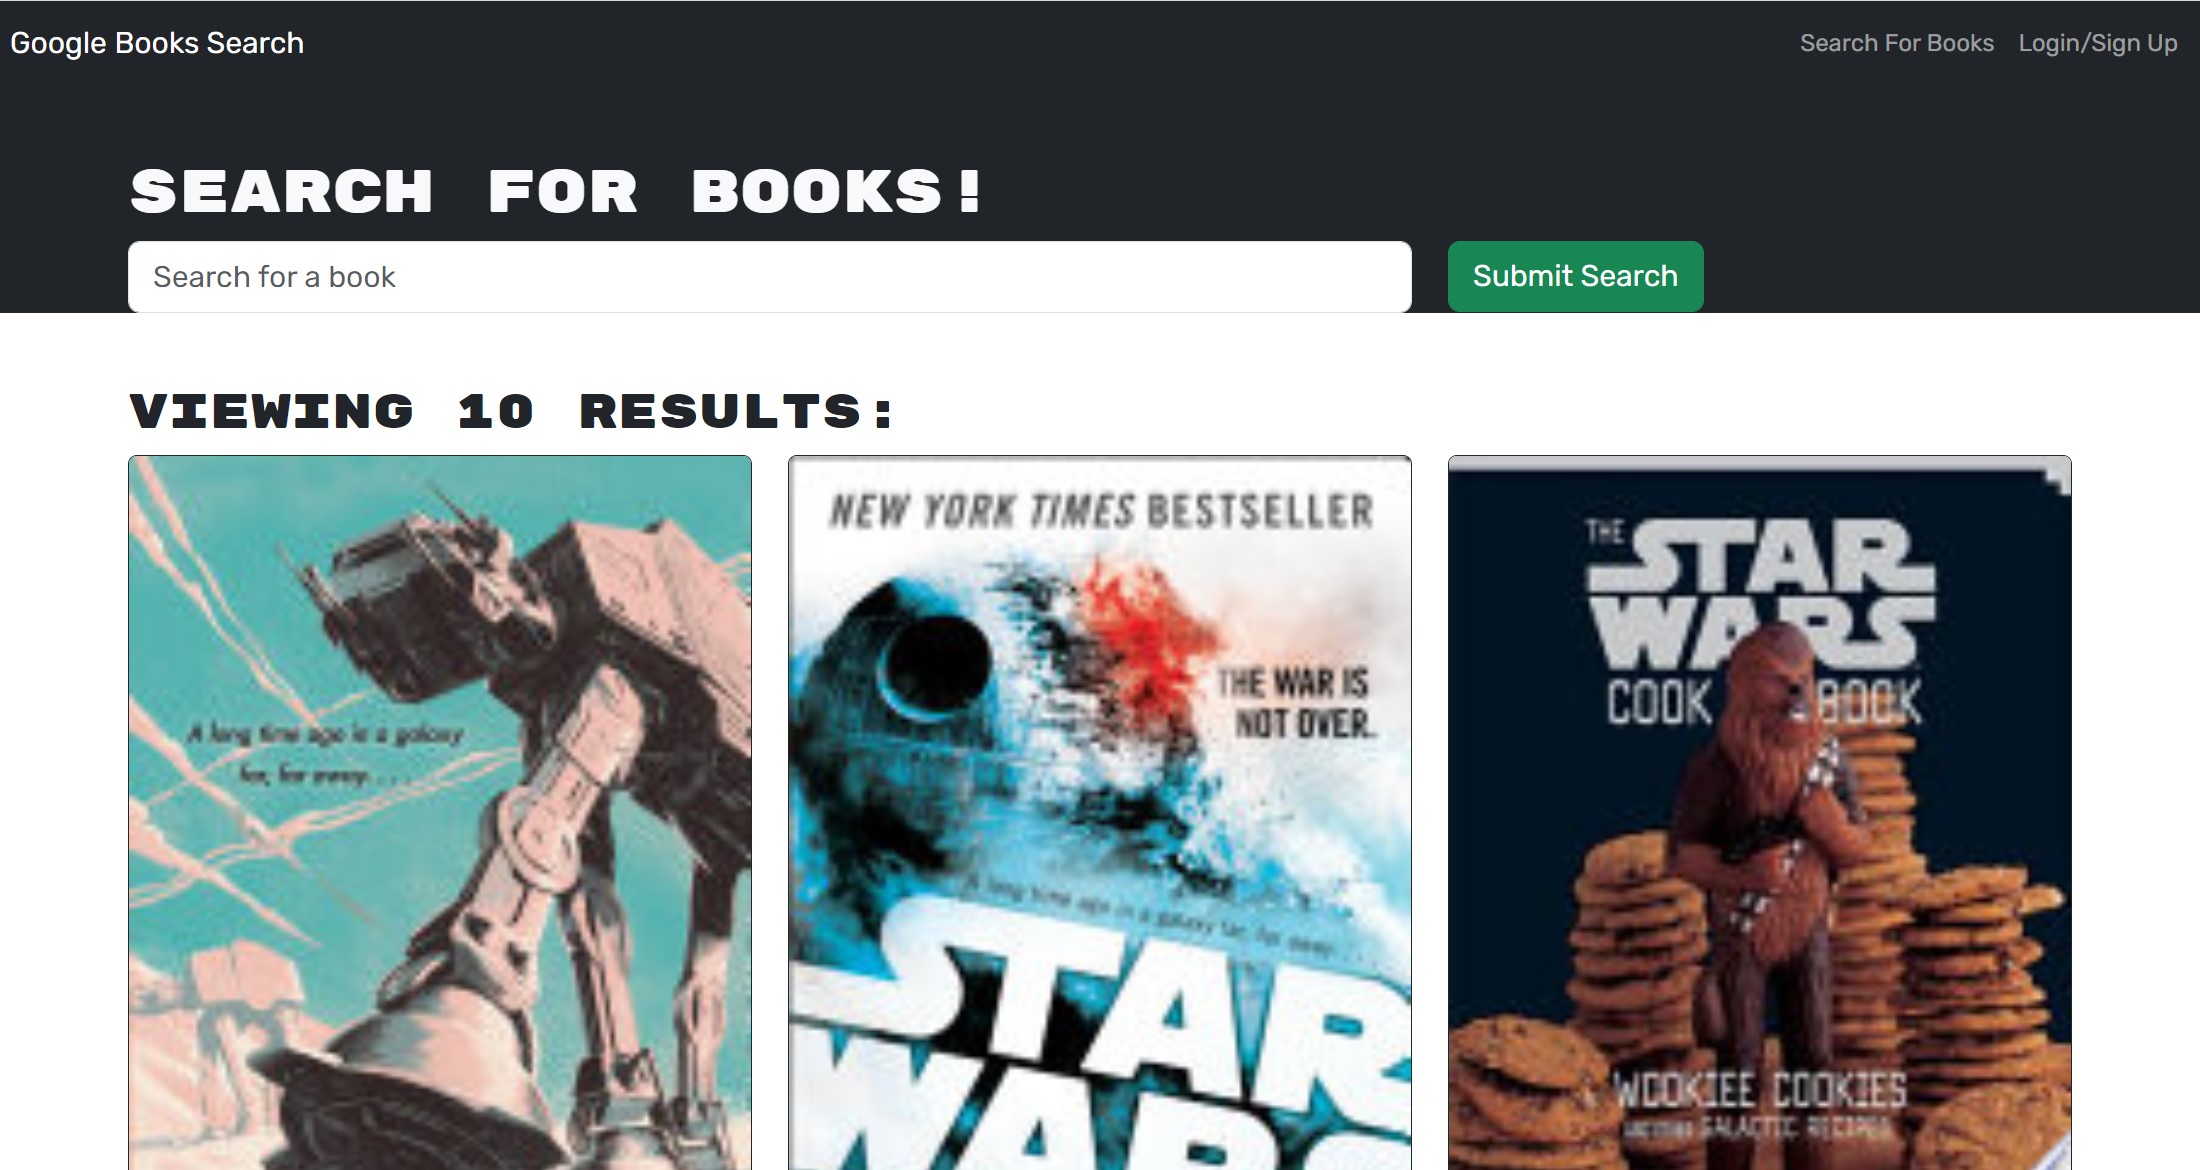 Google Books Search
Search For Books
Login/Sign Up
SEARCH FOR BOOKS!
Search for a book
Submit Search
VIEWING 10 RESULTS:
A long time ago in a galaxy
far, far away. . . .
NEW YORK TIMES BESTSELLER
THE WAR IS
NOT OVER.
A long time ago in a galaxy far, far away. . . .
STAR
WARS
THE
STAR
WARS
COOK BOOK
WOOKIEE COOKIES
GALACTIC RECIPES